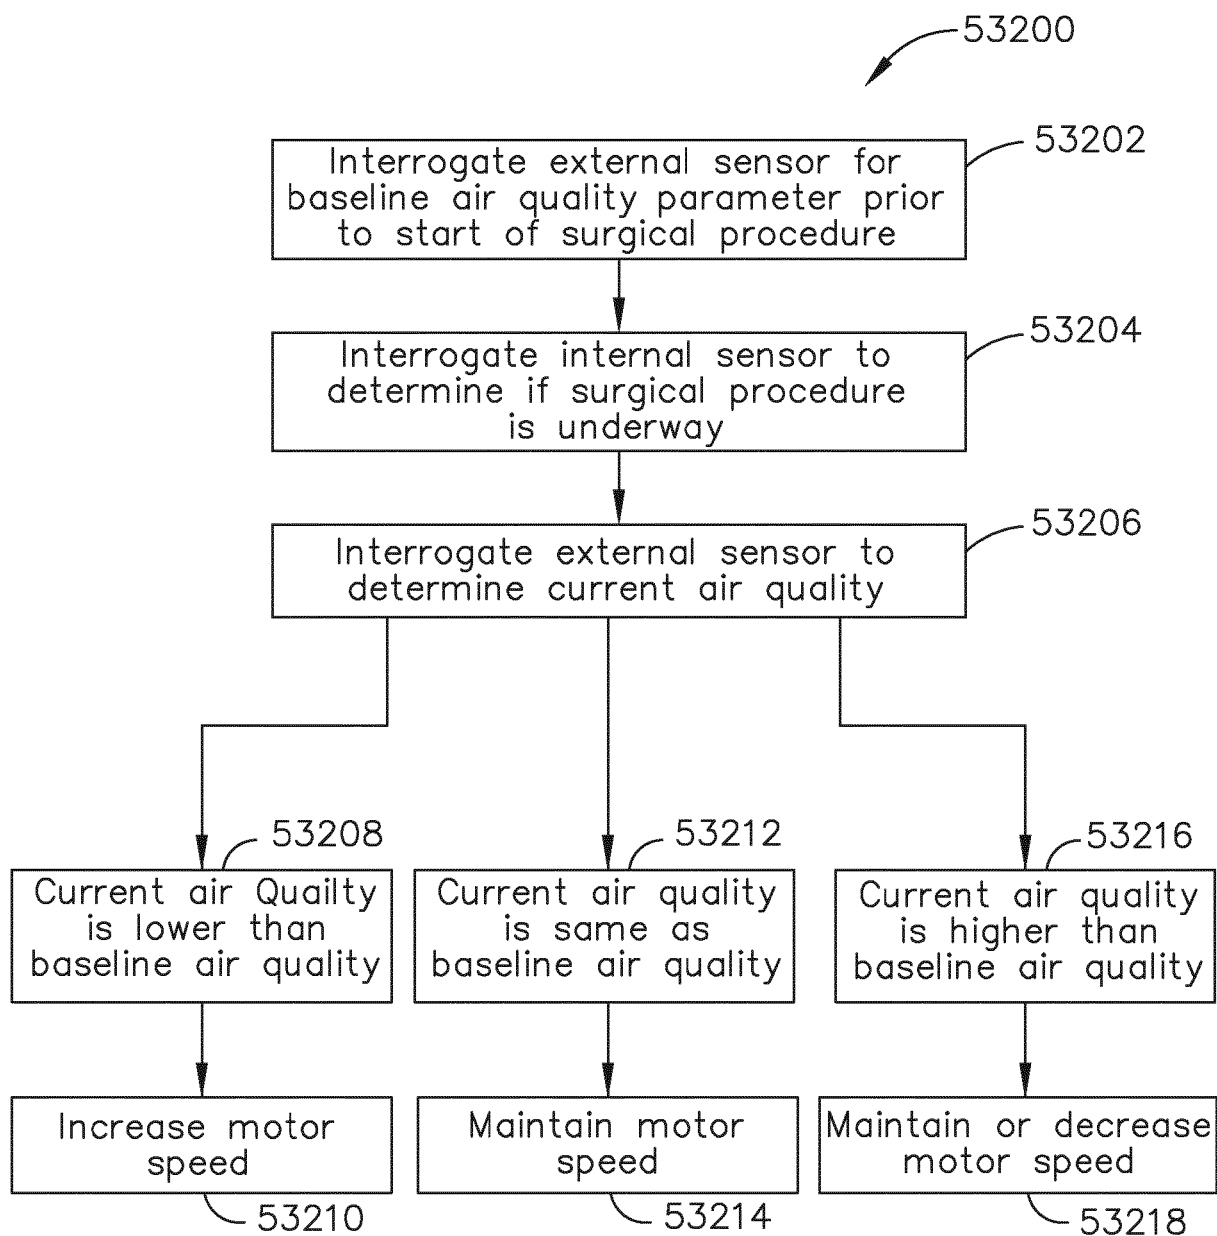 53200
53202
Interrogate external sensor for
baseline air quality parameter prior
to start of surgical procedure
53204
Interrogate internal sensor to
determine if surgical procedure
is underway
53206
Interrogate external sensor to
determine current air quality
53208
Current air Quailty
is lower than
baseline air quality
53212
Current air quality
is same as
baseline air quality
53216
Current air quality
is higher than
baseline air quality
Increase motor
speed
53210
Maintain motor
speed
53214
Maintain or decrease
motor speed
53218